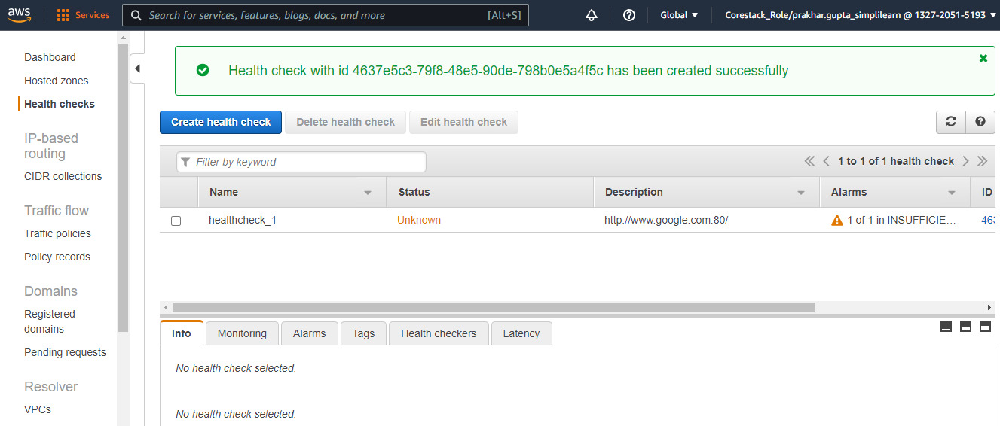 aws
Services
Search for services, features, blogs, docs, and more
[Alt+S]
Global
Corestack_Role/prakhar.gupta_simplilearn @ 1327-2051-5193
Dashboard
Hosted zones
Health checks
IP-based
routing
CIDR collections
Traffic flow
Traffic policies
Policy records
Domains
Registered
domains
Pending requests
Resolver
VPCs
Health check with id 4637e5c3-79f8-48e5-90de-798b0e5a4f5c has been created successfully
Create health check
Delete health check
Edit health check
Filter by keyword
1 to 1 of 1 health check
Name
Status
Description
Alarms
ID
healthcheck_1
Unknown
http://www.google.com:80/
1 of 1 in INSUFFICIE...
463
Info
Monitoring
Alarms
Tags
Health checkers
Latency
No health check selected.
No health check selected.